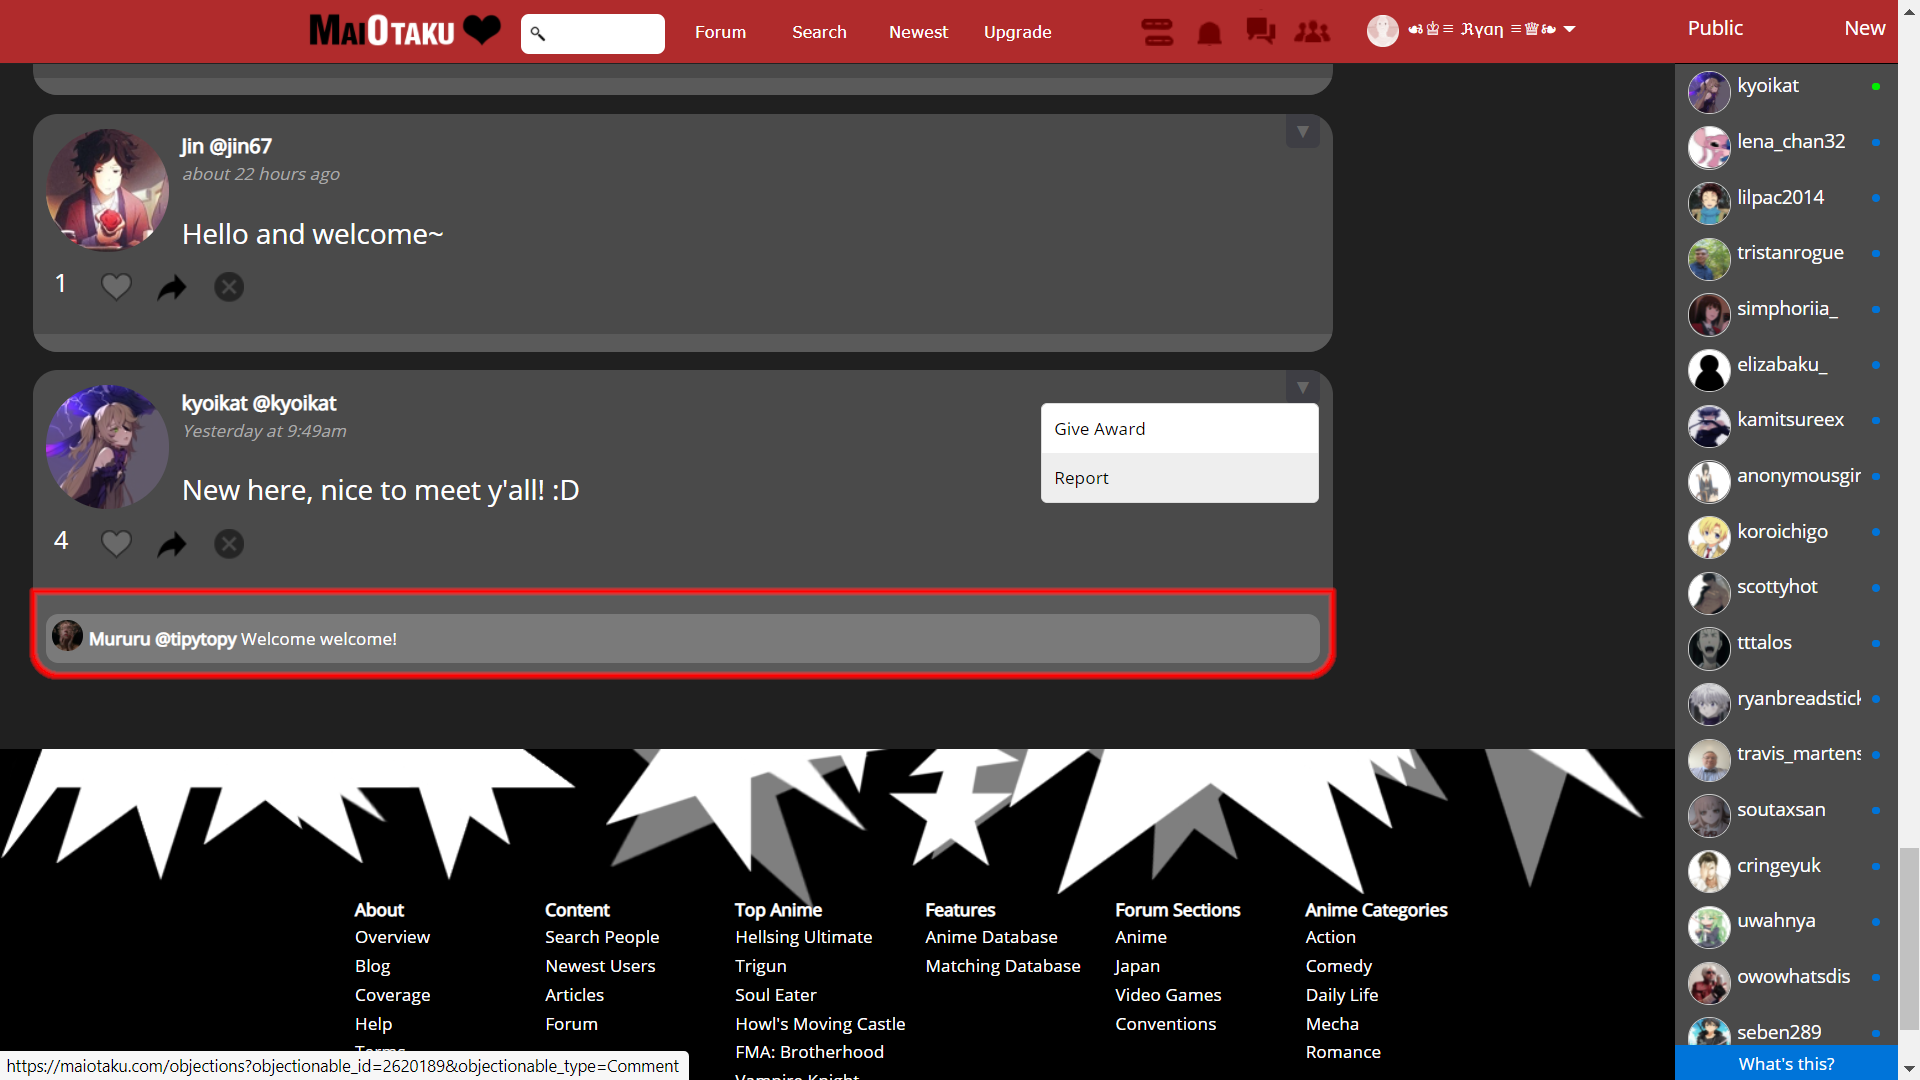 MaiOtaku
Forum
Search
Newest
Upgrade
☙♔≡ ℜγαη ≡♕❧
Public
New
Jin @jin67
about 22 hours ago
Hello and welcome~
1
kyoikat @kyoikat
Yesterday at 9:49am
New here, nice to meet y'all! :D
4
Give Award
Report
Mururu @tipytopy Welcome welcome!
kyoikat
lena_chan32
lilpac2014
tristanrogue
simphoriia_
elizabaku_
kamitsureex
anonymousgir
koroichigo
scottyhot
tttalos
ryanbreadstick
travis_martens
soutaxsan
cringeyuk
uwahnya
owowhatsdis
seben289
What's this?
About
Overview
Blog
Coverage
Help
Terms
Content
Search People
Newest Users
Articles
Forum
Top Anime
Hellsing Ultimate
Trigun
Soul Eater
Howl's Moving Castle
FMA: Brotherhood
Vampire Knight
Features
Anime Database
Matching Database
Forum Sections
Anime
Japan
Video Games
Conventions
Anime Categories
Action
Comedy
Daily Life
Mecha
Romance
https://maiotaku.com/objections?objectionable_id=2620189&objectionable_type=Comment